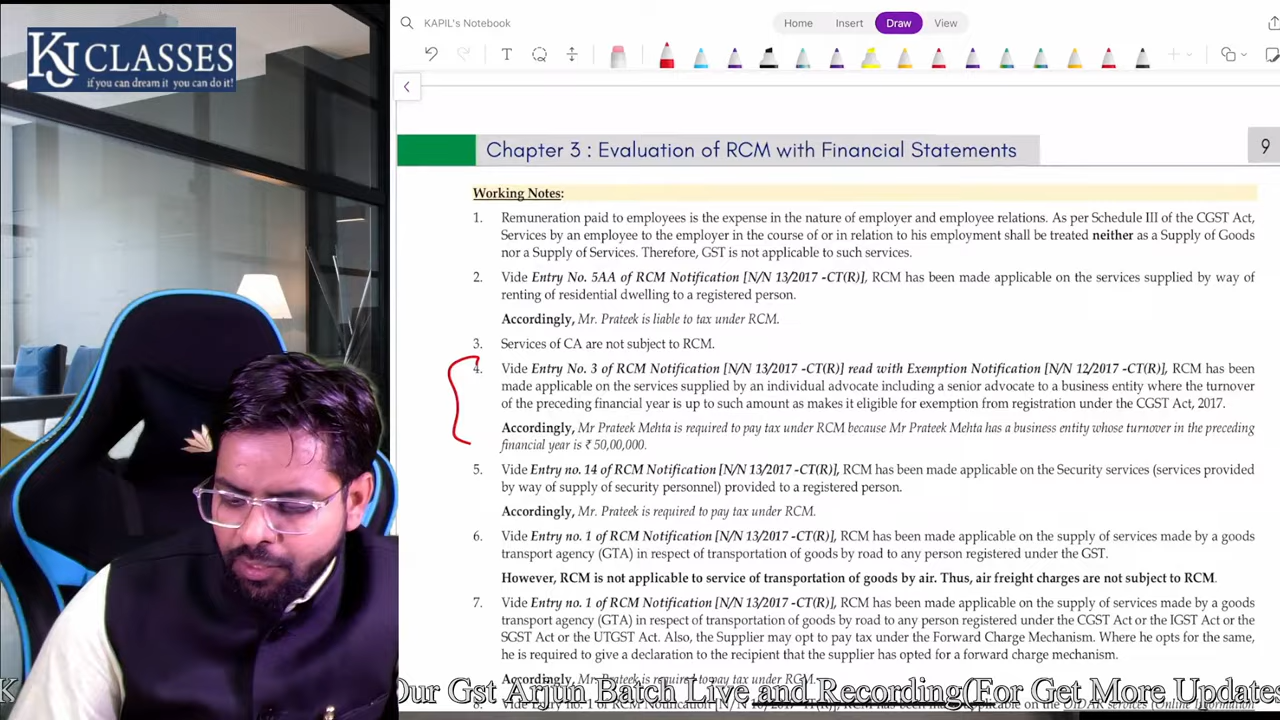 KJ CLASSES
if you can dream it you can do it!
KAPIL's Notebook
Home Insert Draw View
Chapter 3 : Evaluation of RCM with Financial Statements
9
Working Notes:
1. Remuneration paid to employees is the expense in the nature of employer and employee relations. As per Schedule III of the CGST Act,
Services by an employee to the employer in the course of or in relation to his employment shall be treated neither as a Supply of Goods
nor a Supply of Services. Therefore, GST is not applicable to such services.
2. Vide Entry No. 5AA of RCM Notification [N/N 13/2017 -CT(R)], RCM has been made applicable on the services supplied by way of
renting of residential dwelling to a registered person.
Accordingly, Mr. Prateek is liable to tax under RCM.
3. Services of CA are not subject to RCM.
4. Vide Entry No. 3 of RCM Notification [N/N 13/2017 -CT(R)] read with Exemption Notification [N/N 12/2017 -CT(R)], RCM has been
made applicable on the services supplied by an individual advocate including a senior advocate to a business entity where the turnover
of the preceding financial year is up to such amount as makes it eligible for exemption from registration under the CGST Act, 2017.
Accordingly, Mr Prateek Mehta is required to pay tax under RCM because Mr Prateek Mehta has a business entity whose turnover in the preceding
financial year is ₹ 50,00,000.
5. Vide Entry no. 14 of RCM Notification [N/N 13/2017 -CT(R)], RCM has been made applicable on the Security services (services provided
by way of supply of security personnel) provided to a registered person.
Accordingly, Mr. Prateek is required to pay tax under RCM.
6. Vide Entry no. 1 of RCM Notification [N/N 13/2017 -CT(R)], RCM has been made applicable on the supply of services made by a goods
transport agency (GTA) in respect of transportation of goods by road to any person registered under the GST.
However, RCM is not applicable to service of transportation of goods by air. Thus, air freight charges are not subject to RCM.
7. Vide Entry no. 1 of RCM Notification [N/N 13/2017 -CT(R)], RCM has been made applicable on the supply of services made by a goods
transport agency (GTA) in respect of transportation of goods by road to any person registered under the CGST Act or the IGST Act or the
SGST Act or the UTGST Act. Also, the Supplier may opt to pay tax under the Forward Charge Mechanism. Where he opts for the same,
he is required to give a declaration to the recipient that the supplier has opted for a forward charge mechanism.
Accordingly, Mr. Prateek is required to pay tax under RCM.
K Our Gst Arjun Batch Live and Recording(For Get More Updates